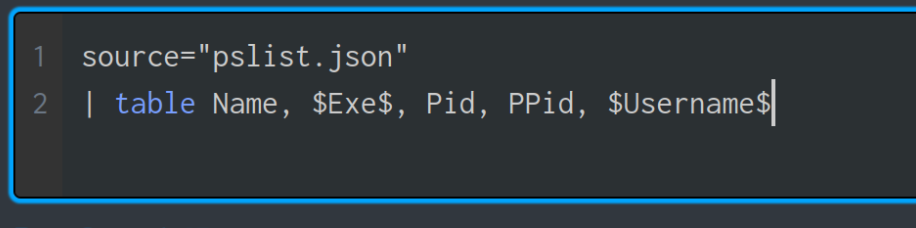 1 source="pslist.json"
2 | table Name, $Exe$, Pid, PPid, $Username$